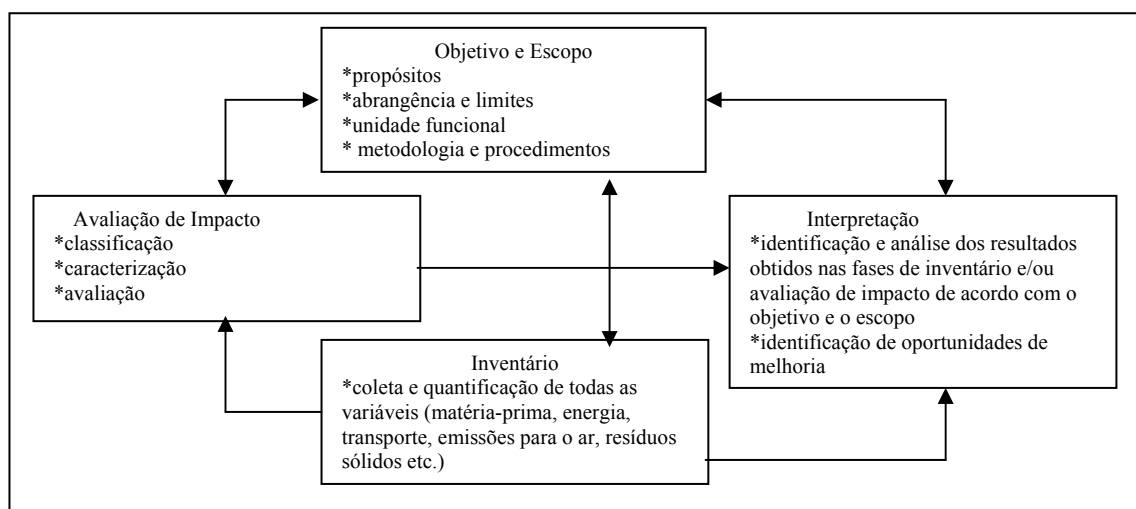 Objetivo e Escopo
*propósitos
*abrangência e limites
*unidade funcional
* metodologia e procedimentos
Avaliação de Impacto
*classificação
*caracterização
*avaliação
Interpretação
*identificação e análise dos resultados
obtidos nas fases de inventário e/ou
avaliação de impacto de acordo com o
objetivo e o escopo
*identificação de oportunidades de
melhoria
Inventário
*coleta e quantificação de todas as
variáveis (matéria-prima, energia,
transporte, emissões para o ar, resíduos
sólidos etc.)